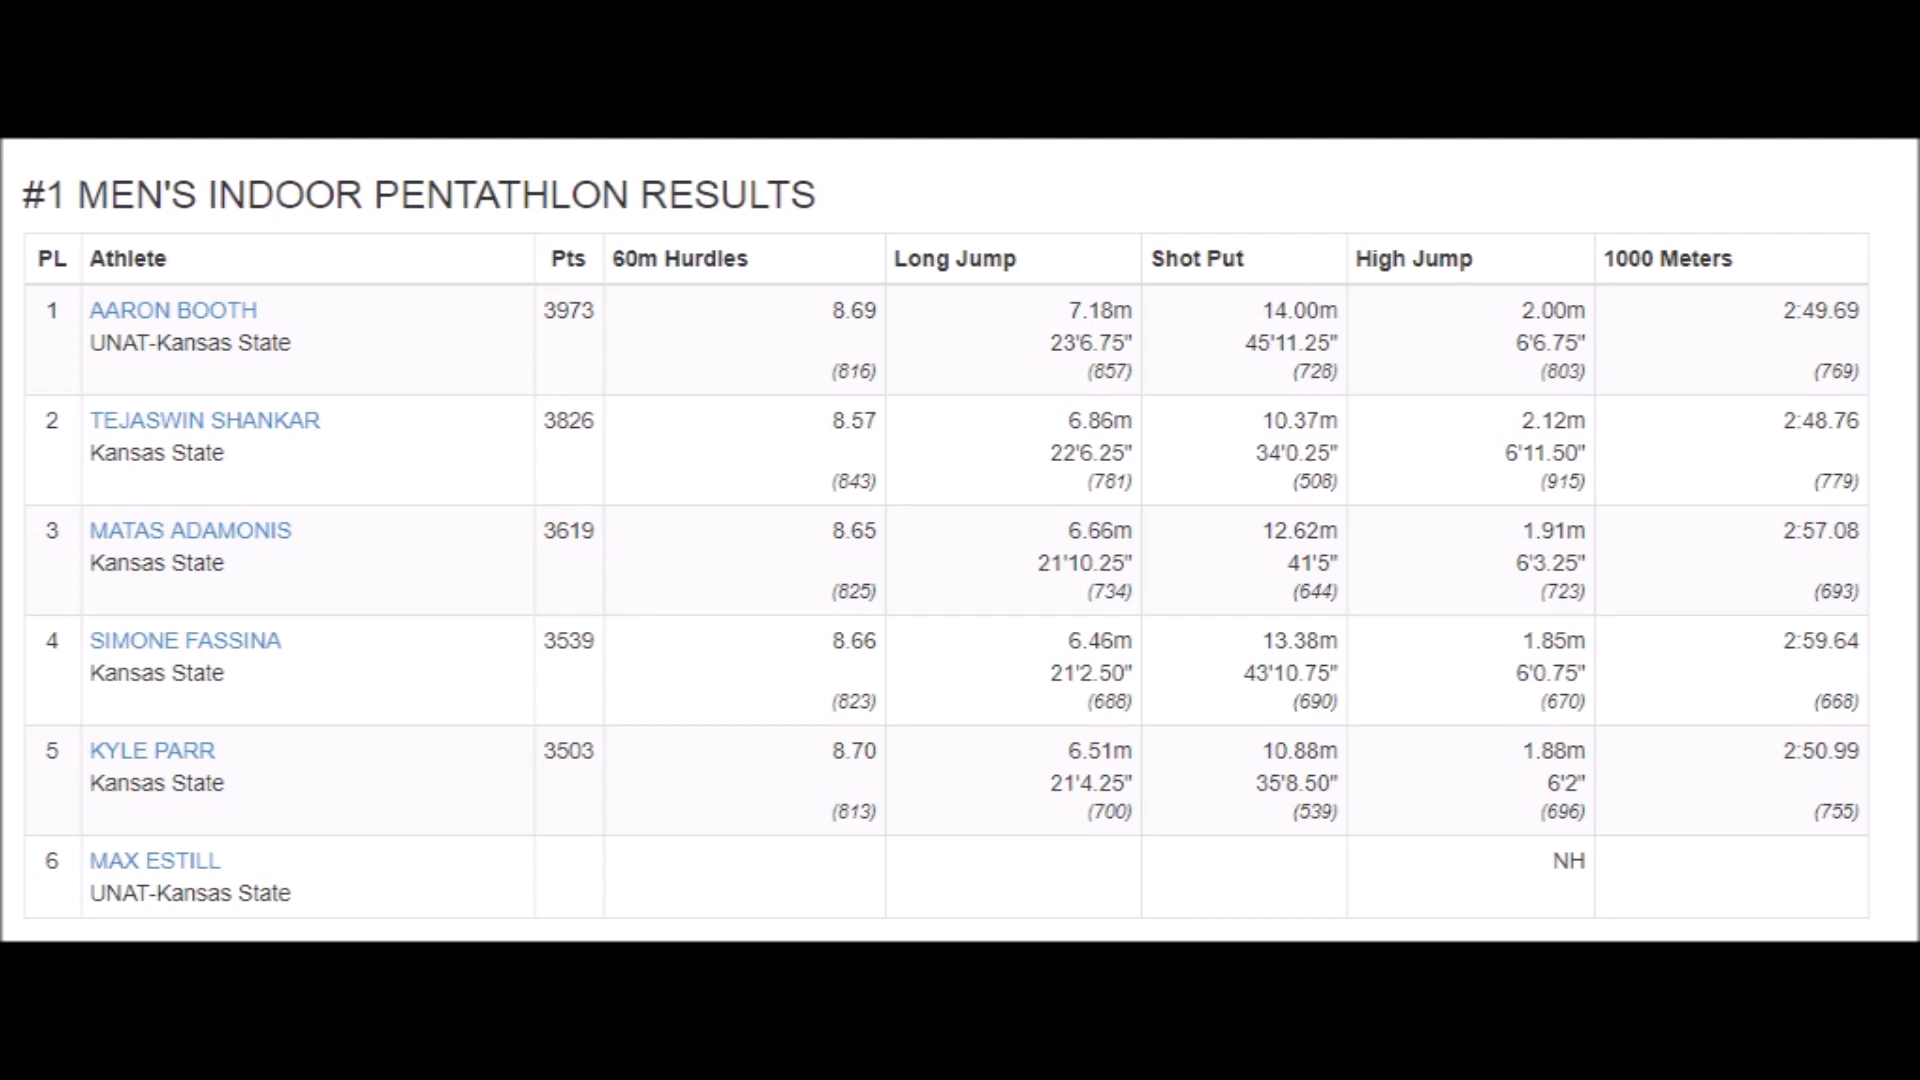 #1 MEN'S INDOOR PENTATHLON RESULTS
PL Athlete Pts 60m Hurdles Long Jump Shot Put High Jump 1000 Meters
1 AARON BOOTH 3973 8.69 7.18m 14.00m 2.00m 2:49.69
UNAT-Kansas State 23'6.75" 45'11.25" 6'6.75"
(816) (857) (728) (803) (769)
2 TEJASWIN SHANKAR 3826 8.57 6.86m 10.37m 2.12m 2:48.76
Kansas State 22'6.25" 34'0.25" 6'11.50"
(843) (781) (508) (915) (779)
3 MATAS ADAMONIS 3619 8.65 6.66m 12.62m 1.91m 2:57.08
Kansas State 21'10.25" 41'5" 6'3.25"
(825) (734) (644) (723) (693)
4 SIMONE FASSINA 3539 8.66 6.46m 13.38m 1.85m 2:59.64
Kansas State 21'2.50" 43'10.75" 6'0.75"
(823) (688) (690) (670) (668)
5 KYLE PARR 3503 8.70 6.51m 10.88m 1.88m 2:50.99
Kansas State 21'4.25" 35'8.50" 6'2"
(813) (700) (539) (696) (755)
6 MAX ESTILL NH
UNAT-Kansas State